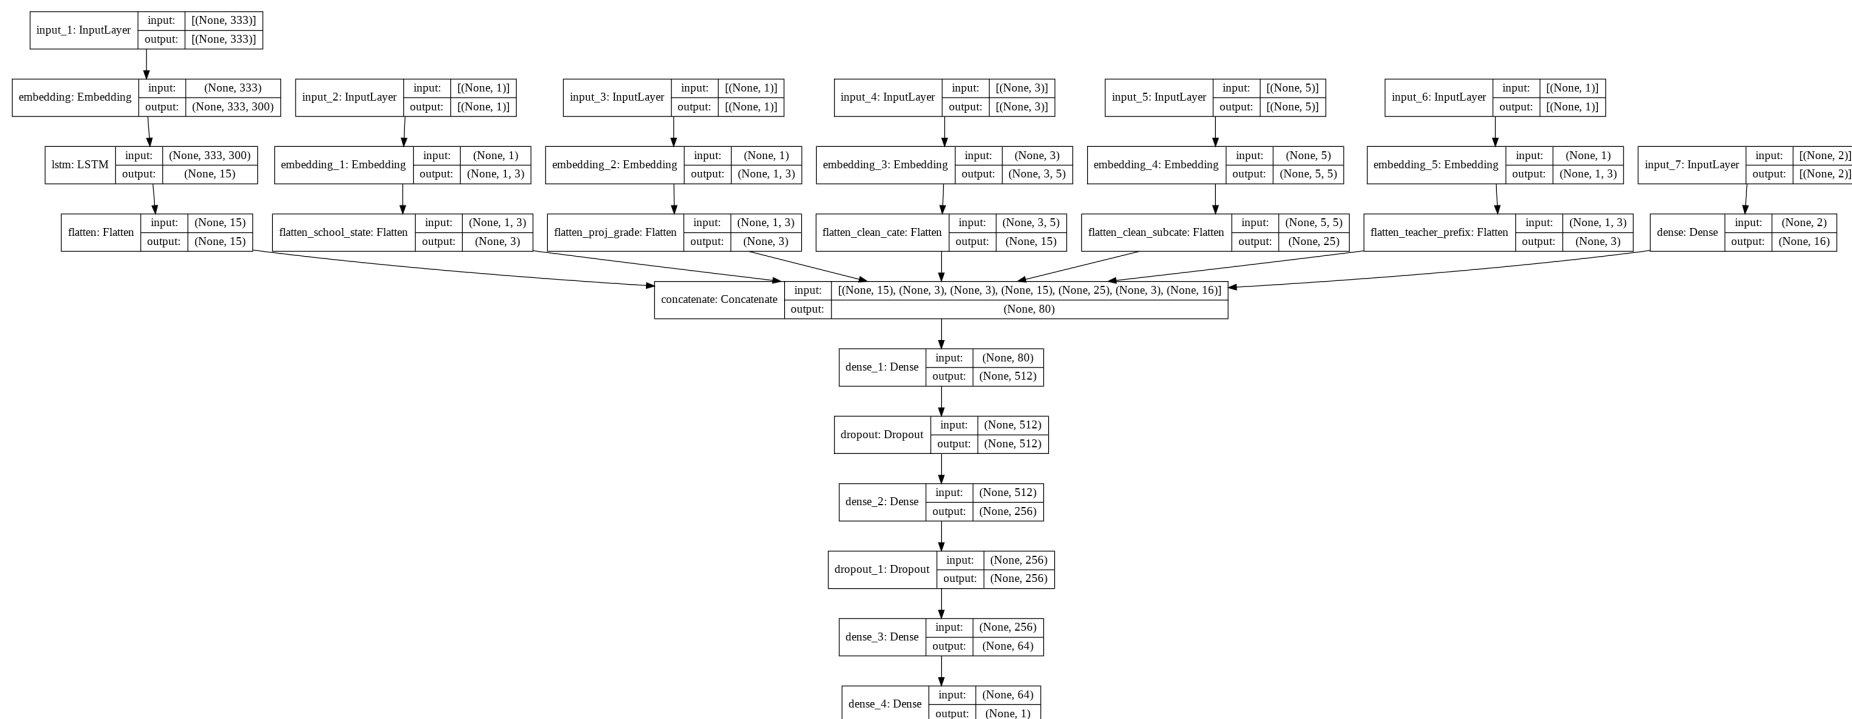 input_1: InputLayer
input: [(None, 333)]
output: [(None, 333)]
embedding: Embedding
input: (None, 333)
output: (None, 333, 300)
input_2: InputLayer
input: [(None, 1)]
output: [(None, 1)]
input_3: InputLayer
input: [(None, 1)]
output: [(None, 1)]
input_4: InputLayer
input: [(None, 3)]
output: [(None, 3)]
input_5: InputLayer
input: [(None, 5)]
output: [(None, 5)]
input_6: InputLayer
input: [(None, 1)]
output: [(None, 1)]
lstm: LSTM
input: (None, 333, 300)
output: (None, 15)
embedding_1: Embedding
input: (None, 1)
output: (None, 1, 3)
embedding_2: Embedding
input: (None, 1)
output: (None, 1, 3)
embedding_3: Embedding
input: (None, 3)
output: (None, 3, 5)
embedding_4: Embedding
input: (None, 5)
output: (None, 5, 5)
embedding_5: Embedding
input: (None, 1)
output: (None, 1, 3)
input_7: InputLayer
input: [(None, 2)]
output: [(None, 2)]
flatten: Flatten
input: (None, 15)
output: (None, 15)
flatten_school_state: Flatten
input: (None, 1, 3)
output: (None, 3)
flatten_proj_grade: Flatten
input: (None, 1, 3)
output: (None, 3)
flatten_clean_cate: Flatten
input: (None, 3, 5)
output: (None, 15)
flatten_clean_subcate: Flatten
input: (None, 5, 5)
output: (None, 25)
flatten_teacher_prefix: Flatten
input: (None, 1, 3)
output: (None, 3)
dense: Dense
input: (None, 2)
output: (None, 16)
concatenate: Concatenate
input: [(None, 15), (None, 3), (None, 3), (None, 15), (None, 25), (None, 3), (None, 16)]
output: (None, 80)
dense_1: Dense
input: (None, 80)
output: (None, 512)
dropout: Dropout
input: (None, 512)
output: (None, 512)
dense_2: Dense
input: (None, 512)
output: (None, 256)
dropout_1: Dropout
input: (None, 256)
output: (None, 256)
dense_3: Dense
input: (None, 256)
output: (None, 64)
dense_4: Dense
input: (None, 64)
output: (None, 1)